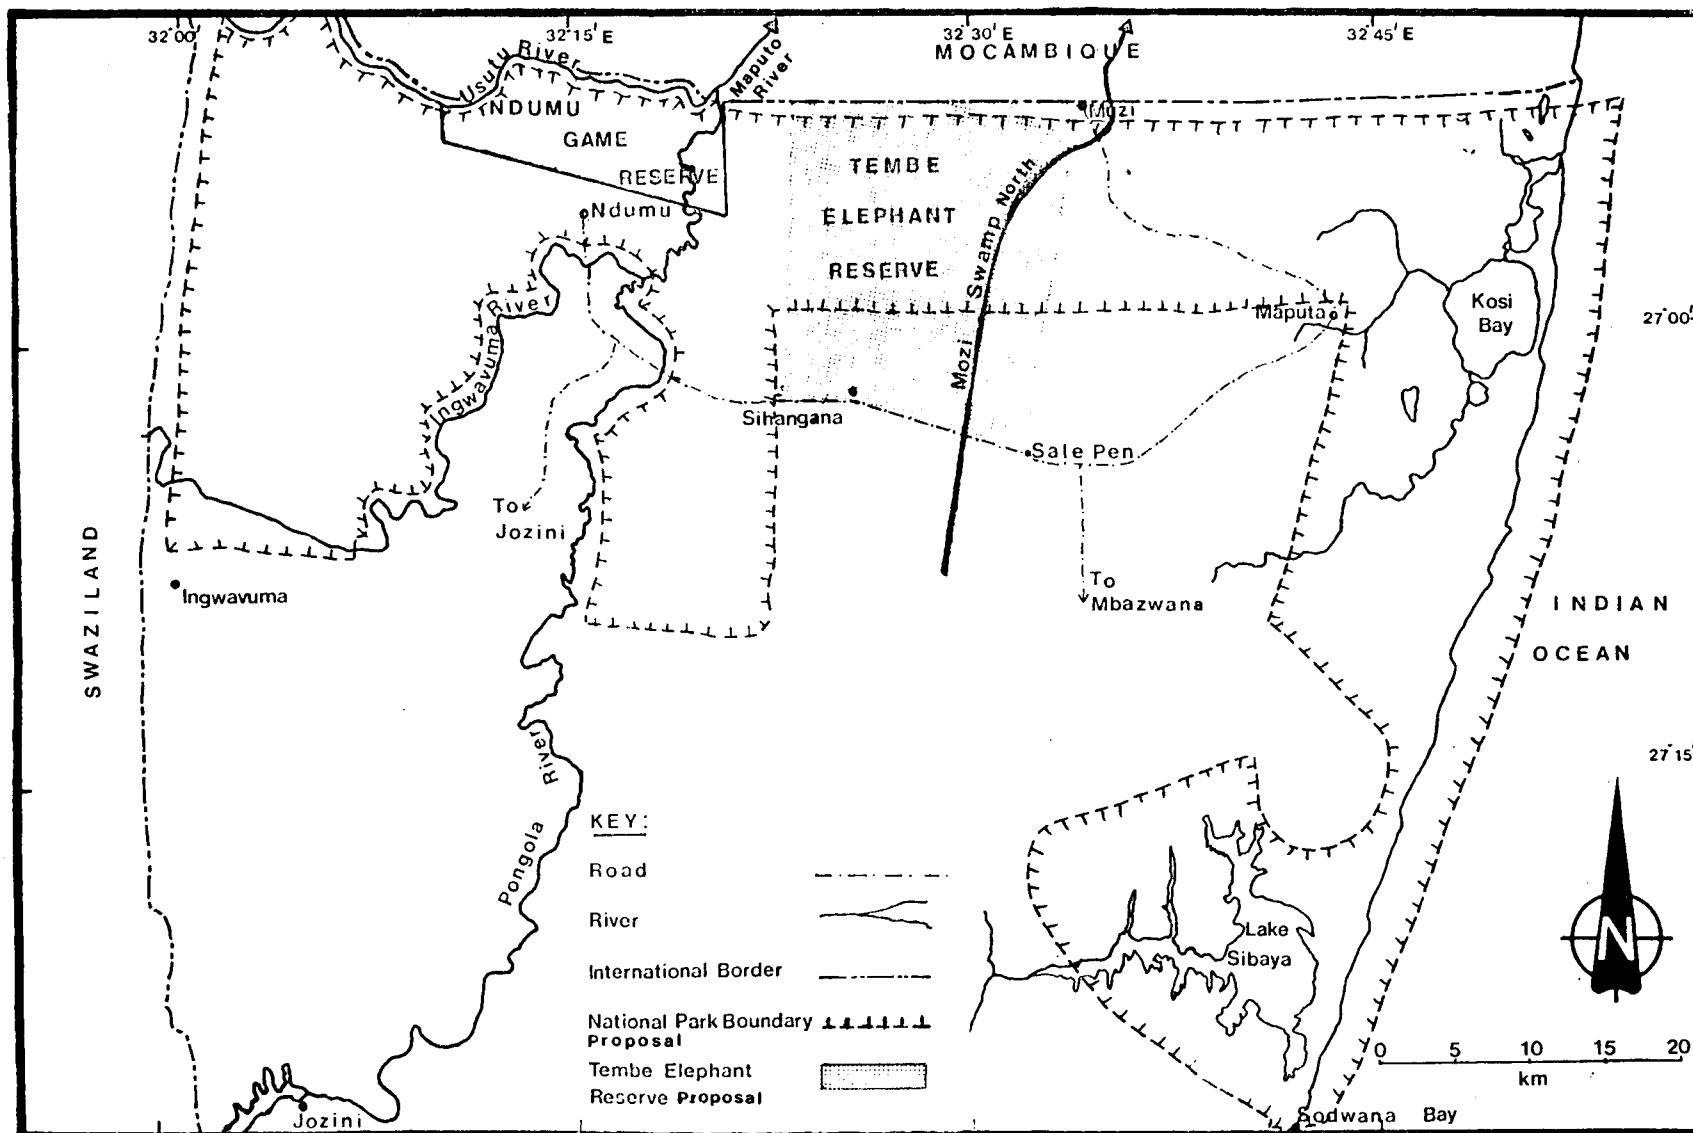 32°00'
32°15'E
32°30'E
32°45'E
MOCAMBIQUE
Usutu River
Maputo
River
NDUMU
GAME
RESERVE
Ndumu
Muzi
TEMBE
ELEPHANT
RESERVE
Mozi Swamp North
Kosi
Bay
Maputa
27°00'
Ingwavuma River
Sihangana
Sale Pen
To
Jozini
SWAZILAND
Ingwavuma
To
Mbazwana
INDIAN
OCEAN
27°15'
Pongola River
KEY:
Road
River
International Border
National Park Boundary
Proposal
Tembe Elephant
Reserve Proposal
Lake
Sibaya
N
0 5 10 15 20
km
Jozini
Sodwana Bay